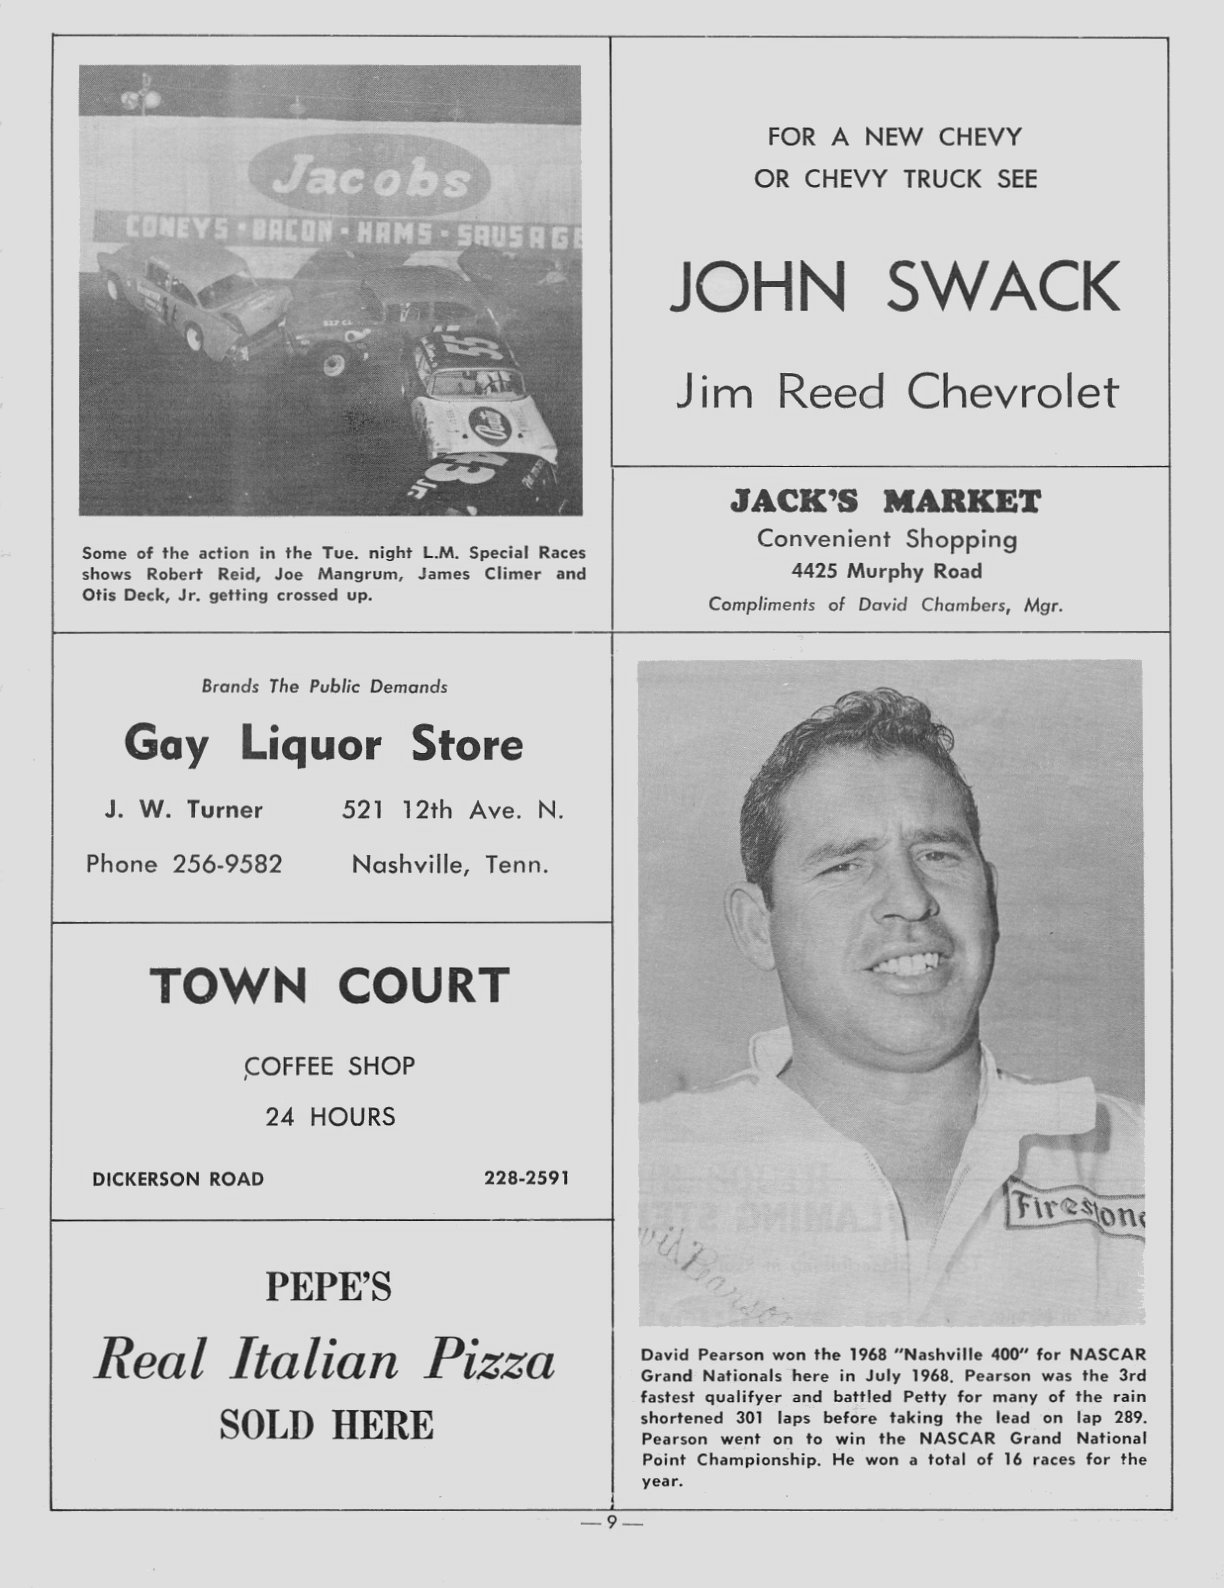 Jacobs
CONEYS • BACON • HAMS • SAUSAGE
55
43
JR
Some of the action in the Tue. night L.M. Special Races
shows Robert Reid, Joe Mangrum, James Climer and
Otis Deck, Jr. getting crossed up.
FOR A NEW CHEVY
OR CHEVY TRUCK SEE
JOHN SWACK
Jim Reed Chevrolet
JACK'S MARKET
Convenient Shopping
4425 Murphy Road
Compliments of David Chambers, Mgr.
Brands The Public Demands
Gay Liquor Store
J. W. Turner 521 12th Ave. N.
Phone 256-9582 Nashville, Tenn.
TOWN COURT
COFFEE SHOP
24 HOURS
DICKERSON ROAD 228-2591
PEPE'S
Real Italian Pizza
SOLD HERE
Firestone
David Pearson won the 1968 "Nashville 400" for NASCAR
Grand Nationals here in July 1968. Pearson was the 3rd
fastest qualifyer and battled Petty for many of the rain
shortened 301 laps before taking the lead on lap 289.
Pearson went on to win the NASCAR Grand National
Point Championship. He won a total of 16 races for the
year.
—9—